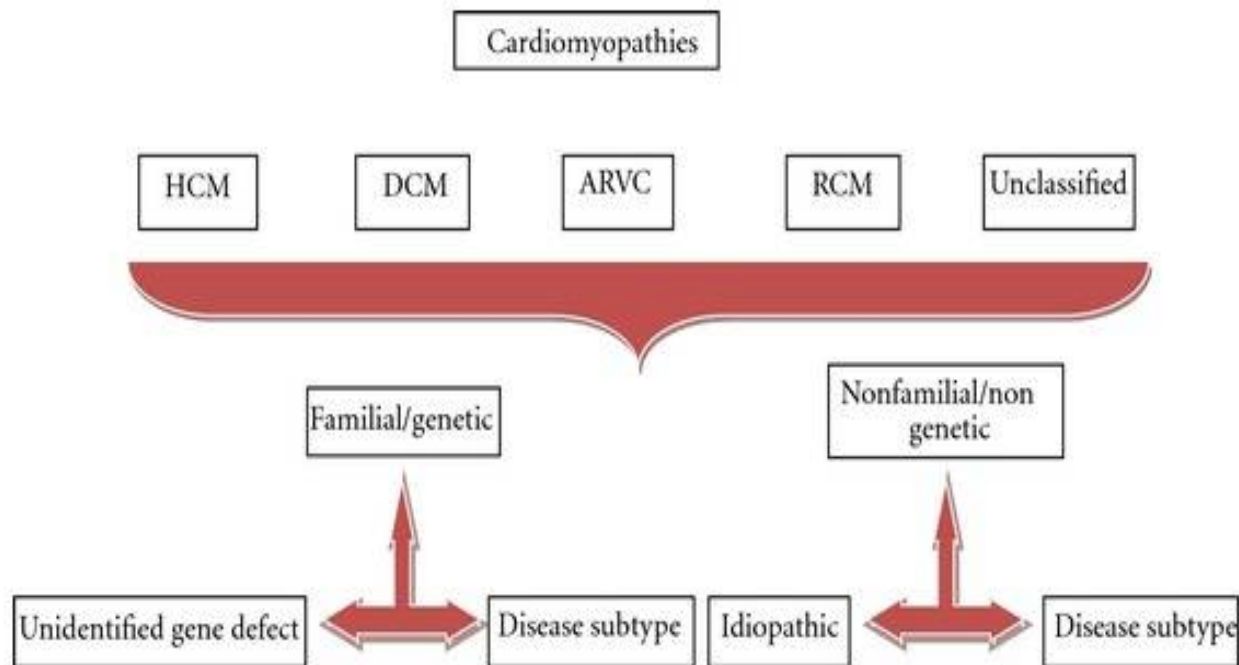 Cardiomyopathies
HCM
DCM
ARVC
RCM
Unclassified
Familial/genetic
Nonfamilial/non
genetic
Unidentified gene defect
Disease subtype
Idiopathic
Disease subtype